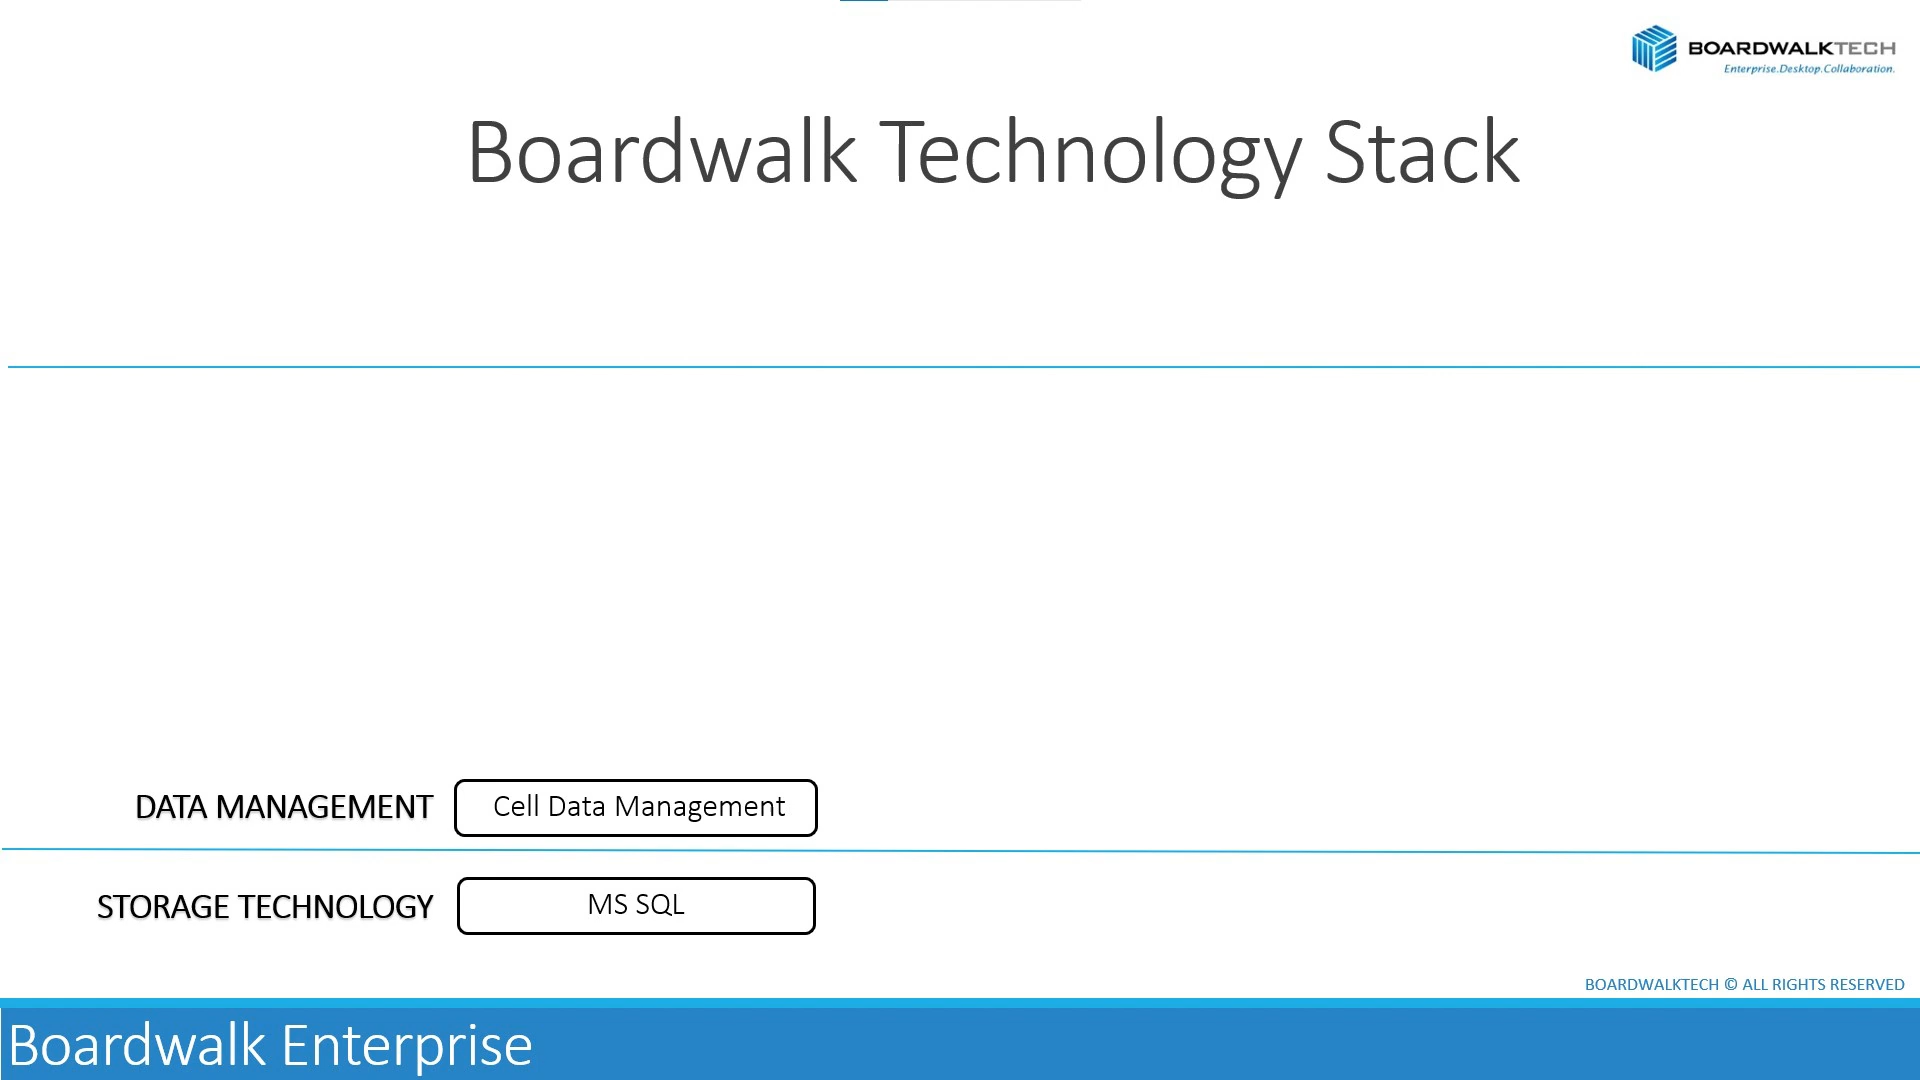 BOARDWALKTECH
Enterprise.Desktop.Collaboration.
Boardwalk Technology Stack
DATA MANAGEMENT
Cell Data Management
STORAGE TECHNOLOGY
MS SQL
BOARDWALKTECH © ALL RIGHTS RESERVED
Boardwalk Enterprise